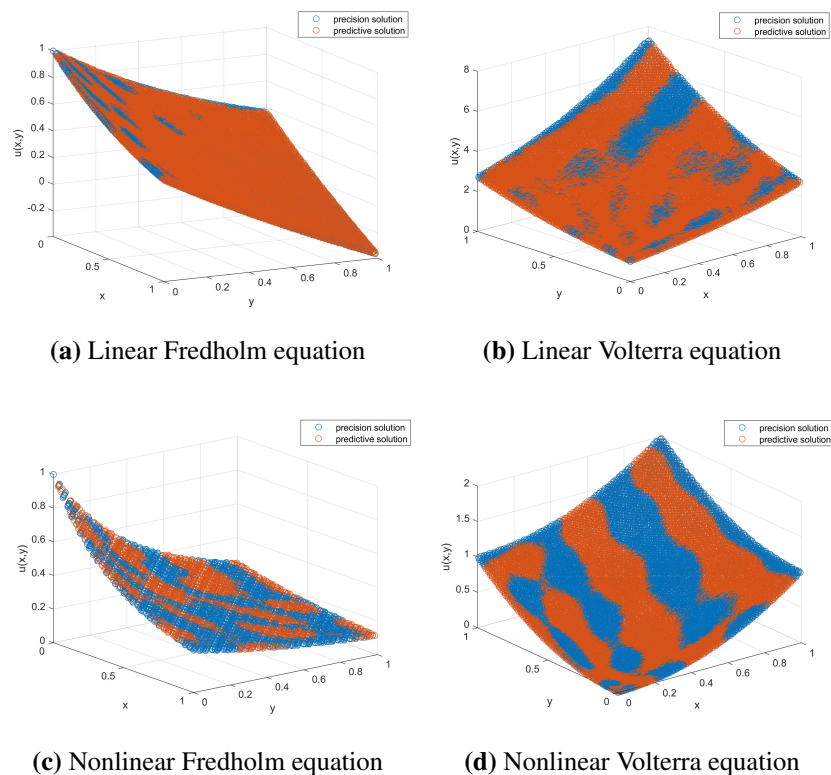 precision solution
predictive solution
1
0.8
0.6
0.4
0.2
0
-0.2
u(x,y)
0
0.5
1
x
0
0.2
0.4
0.6
0.8
1
y
(a) Linear Fredholm equation
precision solution
predictive solution
8
6
4
2
0
u(x,y)
1
0.5
0
y
0
0.2
0.4
0.6
0.8
1
x
(b) Linear Volterra equation
precision solution
predictive solution
1
0.8
0.6
0.4
0.2
0
u(x,y)
0
0.5
1
x
0
0.2
0.4
0.6
0.8
1
y
(c) Nonlinear Fredholm equation
precision solution
predictive solution
2
1.5
1
0.5
0
u(x,y)
1
0.5
0
y
0
0.2
0.4
0.6
0.8
1
x
(d) Nonlinear Volterra equation